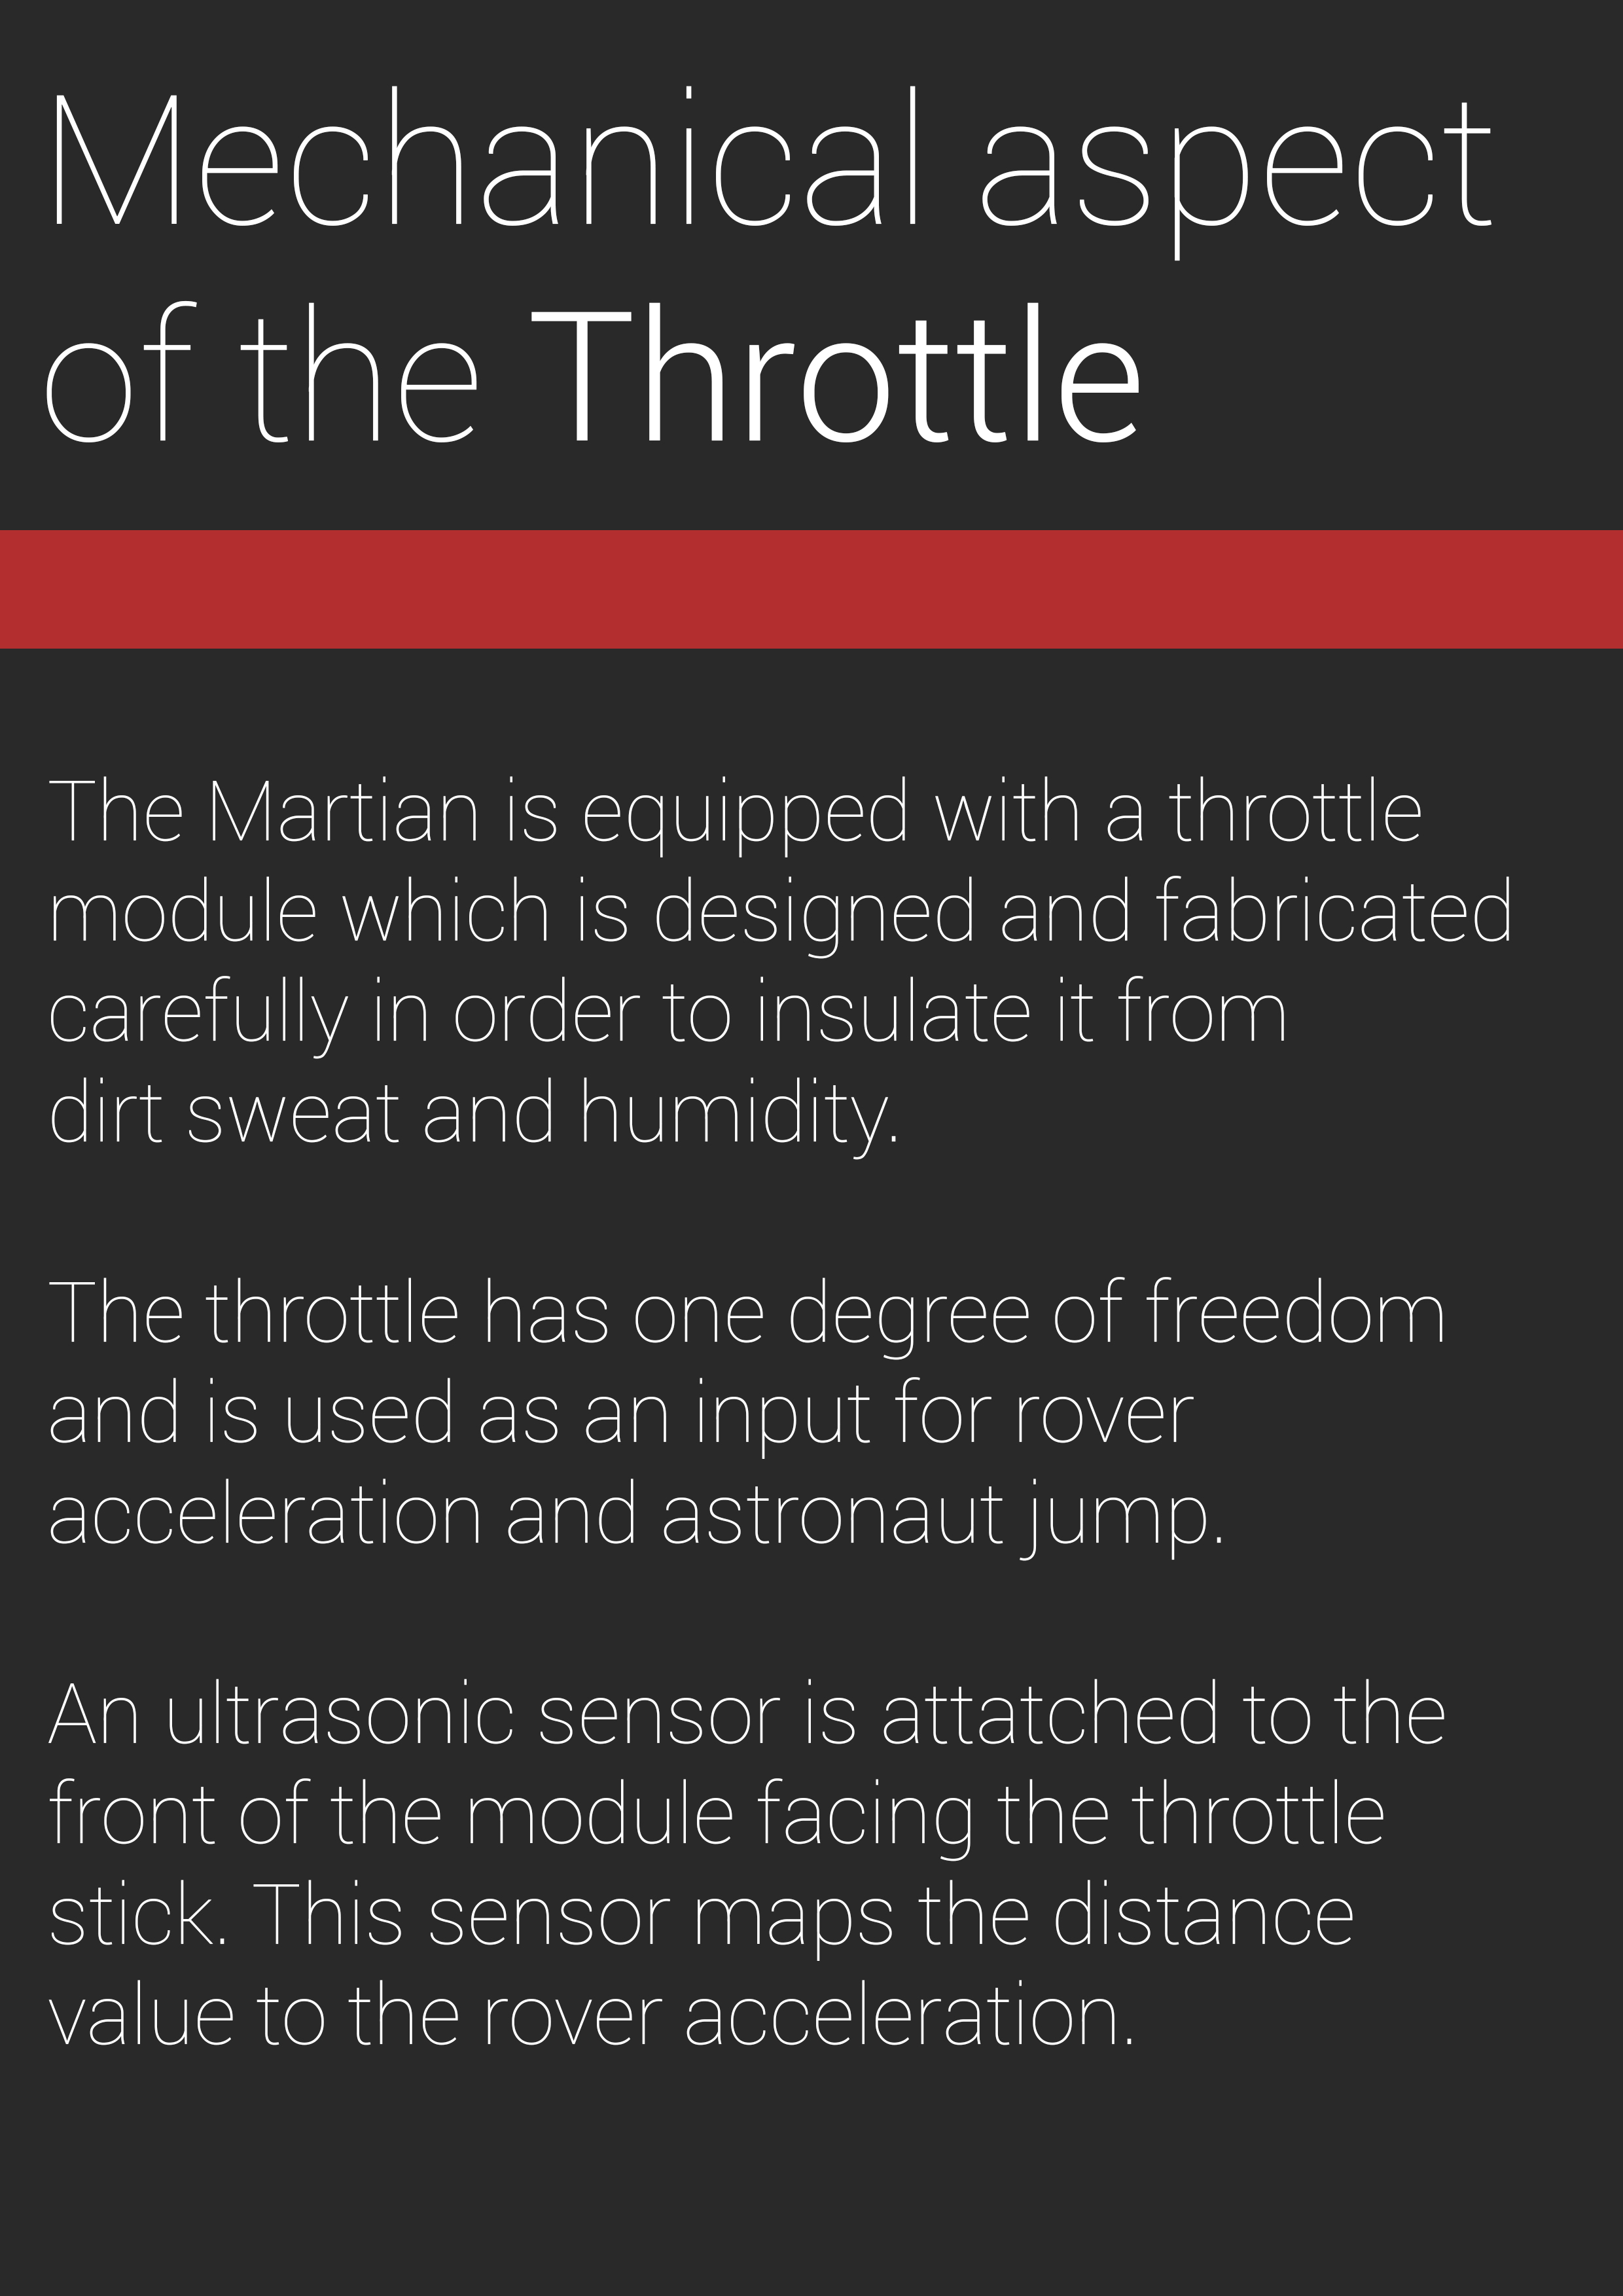 Mechanical aspect
of the Throttle
The Martian is equipped with a throttle
module which is designed and fabricated
carefully in order to insulate it from
dirt sweat and humidity.
The throttle has one degree of freedom
and is used as an input for rover
acceleration and astronaut jump.
An ultrasonic sensor is attatched to the
front of the module facing the throttle
stick. This sensor maps the distance
value to the rover acceleration.